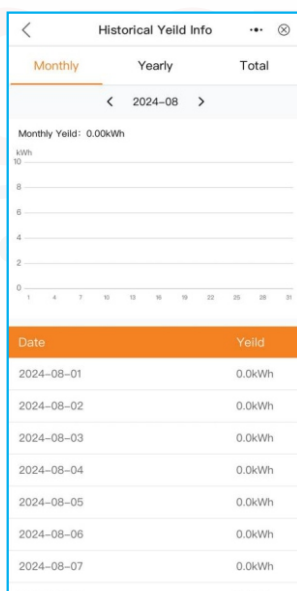 Historical Yeild Info
Monthly Yearly Total
< 2024-08 >
Monthly Yeild: 0.00kWh
kWh
10
8
6
4
2
0
1 4 7 10 13 16 19 22 25 28 31
Date Yeild
2024-08-01 0.0kWh
2024-08-02 0.0kWh
2024-08-03 0.0kWh
2024-08-04 0.0kWh
2024-08-05 0.0kWh
2024-08-06 0.0kWh
2024-08-07 0.0kWh